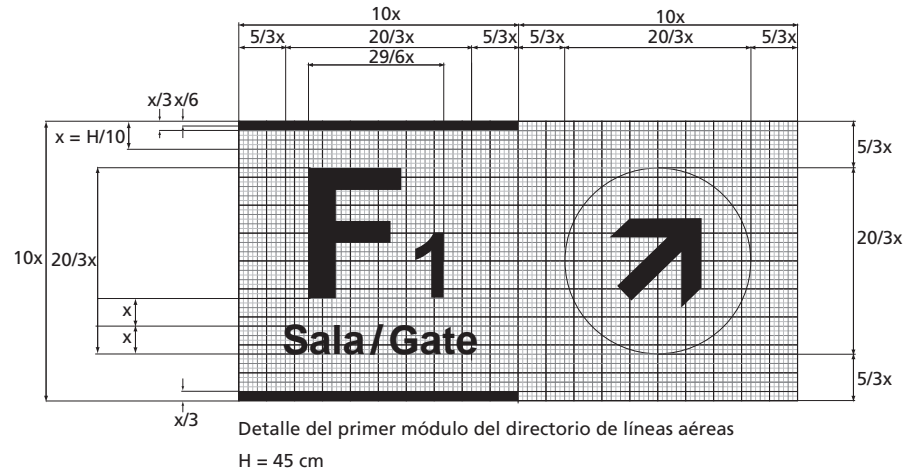 10x 10x
5/3x 20/3x 5/3x 5/3x 20/3x 5/3x
29/6x
x/3 x/6
x = H/10
5/3x
F1
10x 20/3x
20/3x
x
x
Sala/Gate
5/3x
x/3
Detalle del primer módulo del directorio de líneas aéreas
H = 45 cm